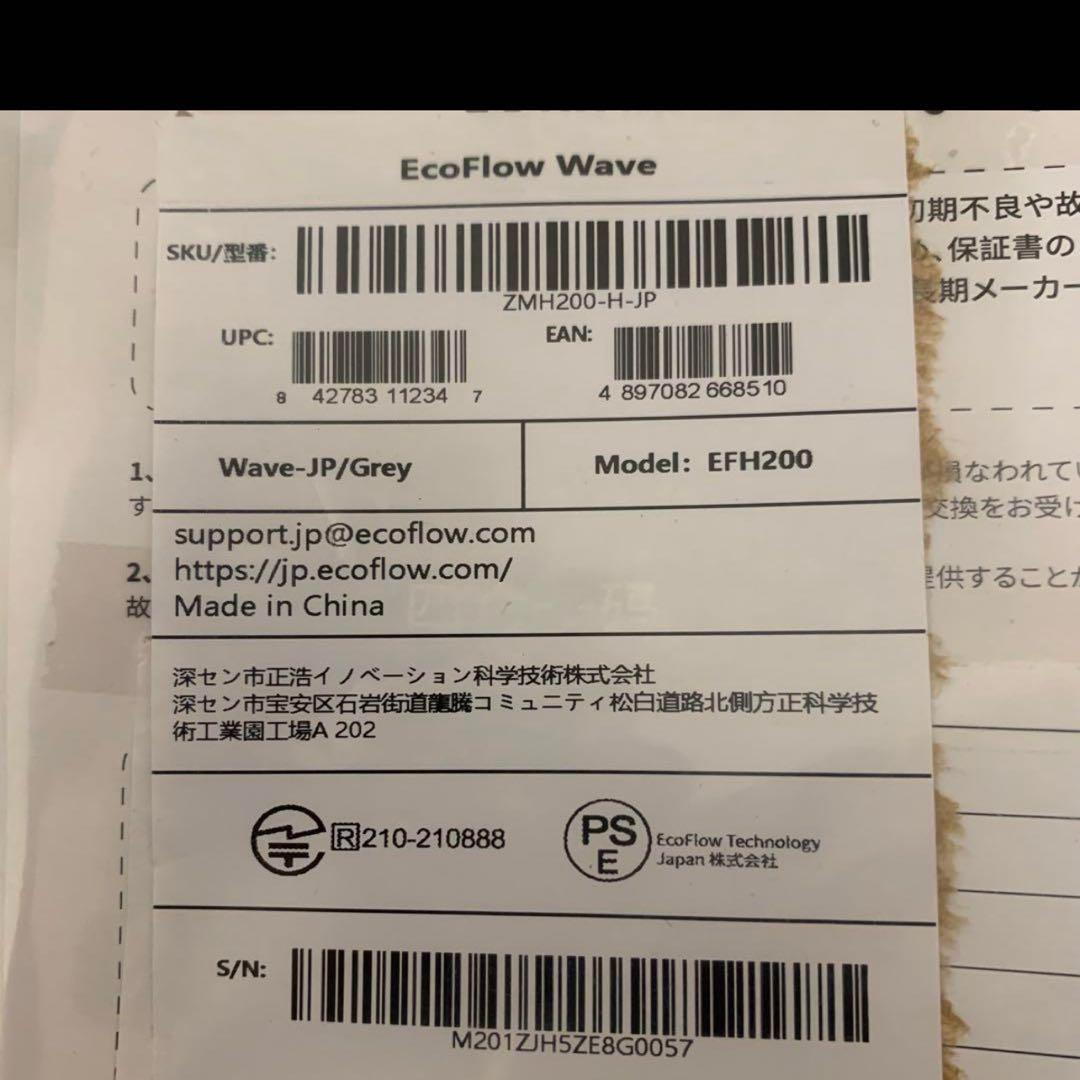 EcoFlow Wave
SKU/型番:
ZMH200-H-JP
UPC:
8 42783 11234 7
EAN:
4 897082 668510
Wave-JP/Grey
Model: EFH200
support.jp@ecoflow.com
https://jp.ecoflow.com/
Made in China
深セン市正浩イノベーション科学技術株式会社
深セン市宝安区石岩街道龍騰コミュニティ松白道路北側方正科学技
術工業園工場A 202
R 210-210888
PS
E
EcoFlow Technology
Japan 株式会社
S/N:
M201ZJH5ZE8G0057
初期不良や故
、保証書の
長期メーカー
1、
損なわれてい
す
交換をお受け
2、
提供することか
故